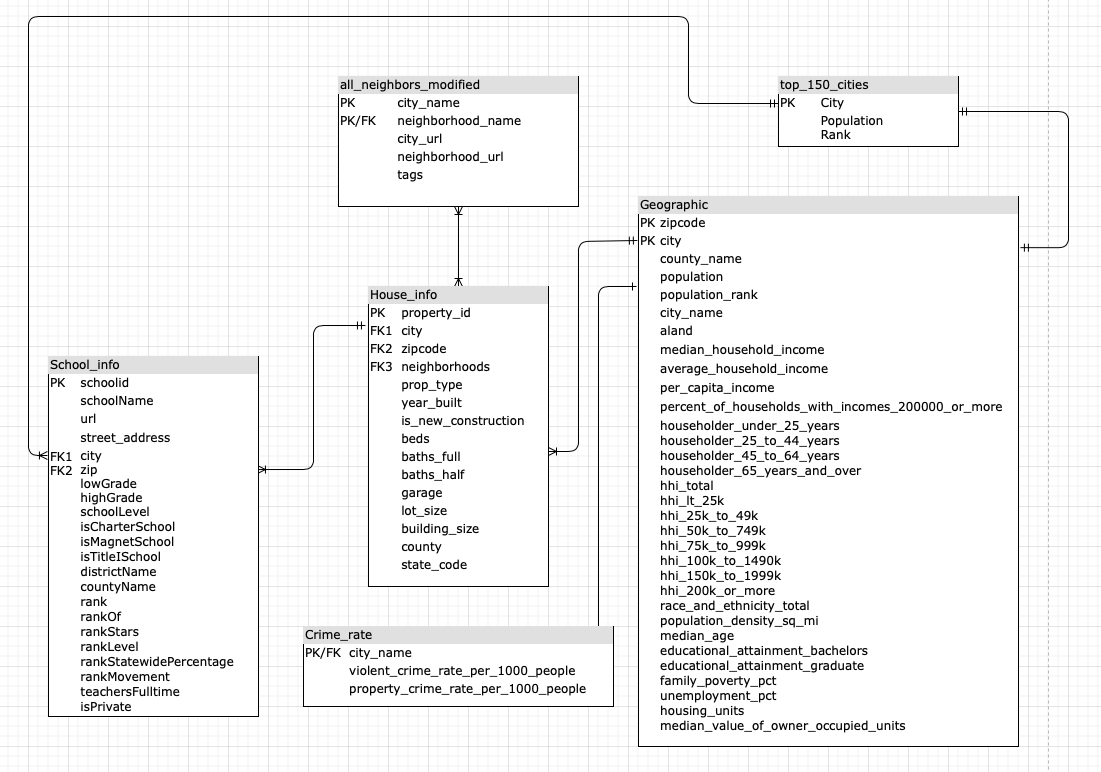 all_neighbors_modified
PK city_name
PK/FK neighborhood_name
city_url
neighborhood_url
tags
top_150_cities
PK City
Population
Rank
Geographic
PK zipcode
PK city
county_name
population
population_rank
city_name
aland
median_household_income
average_household_income
per_capita_income
percent_of_households_with_incomes_200000_or_more
householder_under_25_years
householder_25_to_44_years
householder_45_to_64_years
householder_65_years_and_over
hhi_total
hhi_lt_25k
hhi_25k_to_49k
hhi_50k_to_749k
hhi_75k_to_999k
hhi_100k_to_1490k
hhi_150k_to_1999k
hhi_200k_or_more
race_and_ethnicity_total
population_density_sq_mi
median_age
educational_attainment_bachelors
educational_attainment_graduate
family_poverty_pct
unemployment_pct
housing_units
median_value_of_owner_occupied_units
House_info
PK property_id
FK1 city
FK2 zipcode
FK3 neighborhoods
prop_type
year_built
is_new_construction
beds
baths_full
baths_half
garage
lot_size
building_size
county
state_code
School_info
PK schoolid
schoolName
url
street_address
FK1 city
FK2 zip
lowGrade
highGrade
schoolLevel
isCharterSchool
isMagnetSchool
isTitleISchool
districtName
countyName
rank
rankOf
rankStars
rankLevel
rankStatewidePercentage
rankMovement
teachersFulltime
isPrivate
Crime_rate
PK/FK city_name
violent_crime_rate_per_1000_people
property_crime_rate_per_1000_people